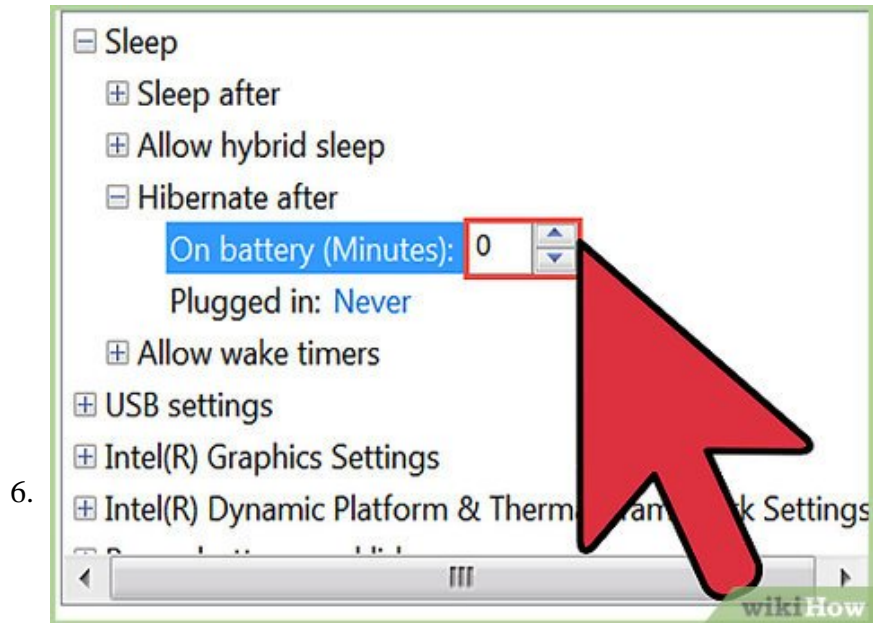 Sleep
Sleep after
Allow hybrid sleep
Hibernate after
On battery (Minutes): 0
Plugged in: Never
Allow wake timers
USB settings
Intel(R) Graphics Settings
6.
Intel(R) Dynamic Platform & Settings
wikiHow